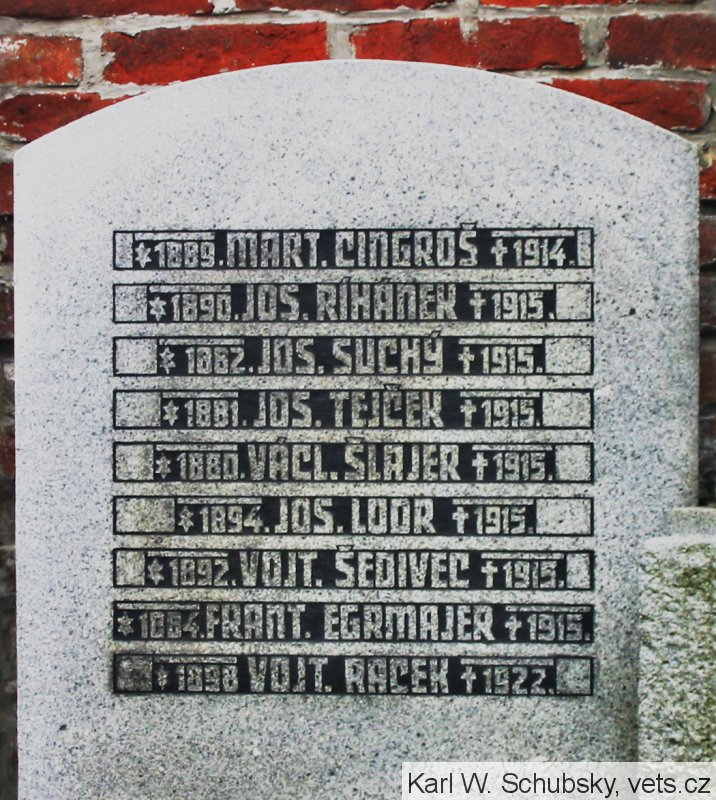 *1889. MART. CINGROŠ †1914.
*1890. JOS. ŘÍHÁNEK †1915.
*1882. JOS. SUCHÝ †1915.
*1881. JOS. TEJČEK †1915.
*1880. VÁCL. ŠLAJER †1915.
*1894. JOS. LODR †1915.
*1892. VOJT. ŠEDIVEC †1915.
*1884. FRANT. EGRMAJER †1915.
*1898 VOJT. RACEK †1922.
Karl W. Schubsky, vets.cz